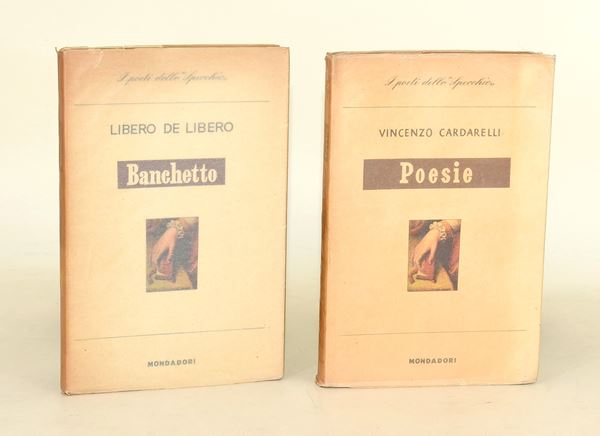 I poeti dello "Specchio"
LIBERO DE LIBERO
Banchetto
MONDADORI
I poeti dello "Specchio"
VINCENZO CARDARELLI
Poesie
MONDADORI